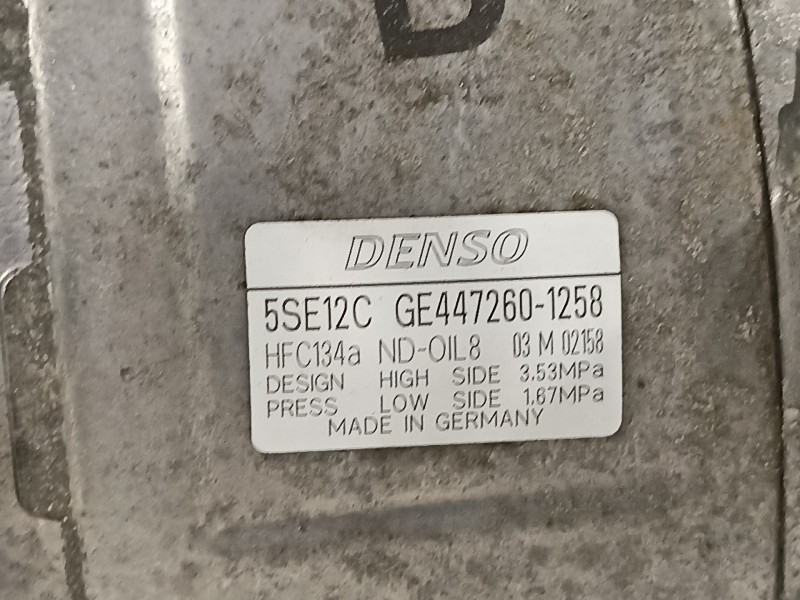 D
DENSO
5SE12C GE447260-1258
HFC134a ND-OIL8 03 M 02158
DESIGN HIGH SIDE 3.53MPa
PRESS LOW SIDE 1.67MPa
MADE IN GERMANY